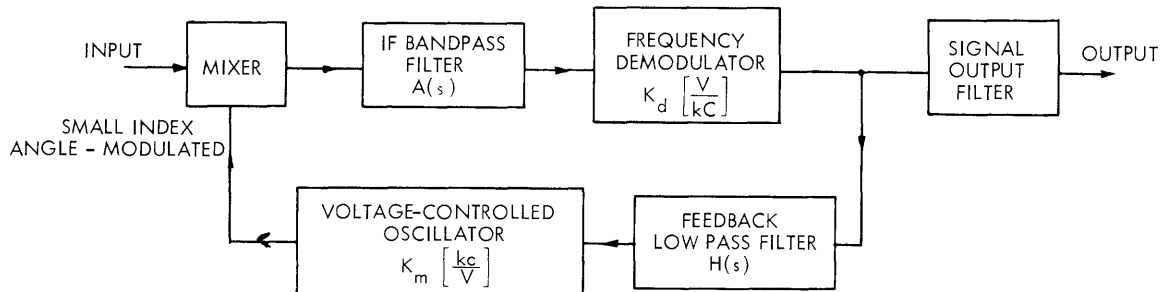 INPUT
MIXER
IF BANDPASS
FILTER
A(s)
FREQUENCY
DEMODULATOR
K_d [V/kC]
SIGNAL
OUTPUT
FILTER
OUTPUT
SMALL INDEX
ANGLE - MODULATED
VOLTAGE-CONTROLLED
OSCILLATOR
K_m [kc/V]
FEEDBACK
LOW PASS FILTER
H(s)